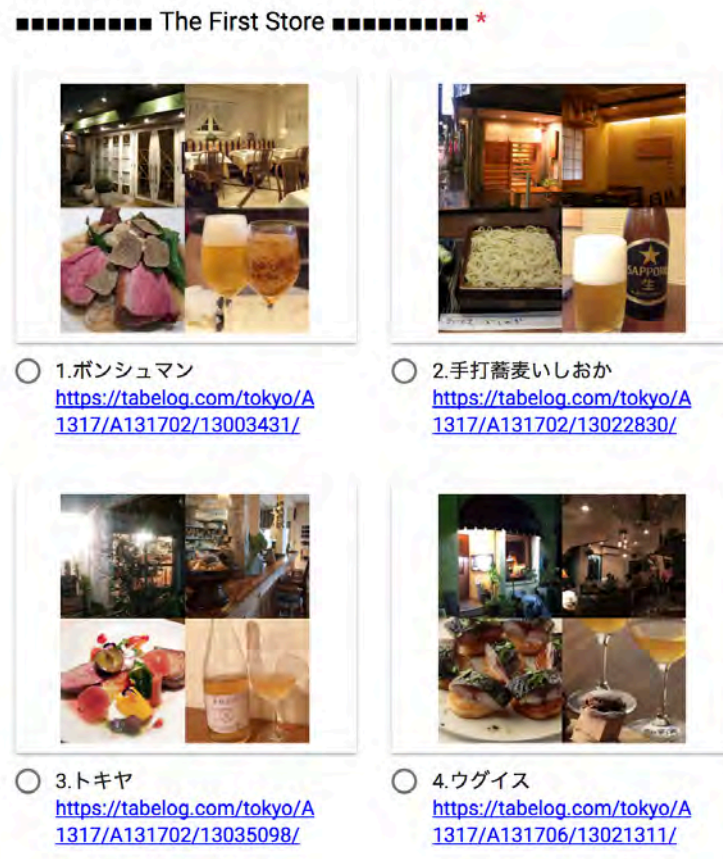 ■■■■■■■■■ The First Store ■■■■■■■■■ *
SAPPORO
生
1.ボンシュマン
https://tabelog.com/tokyo/A
1317/A131702/13003431/
2.手打蕎麦いしおか
https://tabelog.com/tokyo/A
1317/A131702/13022830/
3.トキヤ
https://tabelog.com/tokyo/A
1317/A131702/13035098/
4.ウグイス
https://tabelog.com/tokyo/A
1317/A131706/13021311/